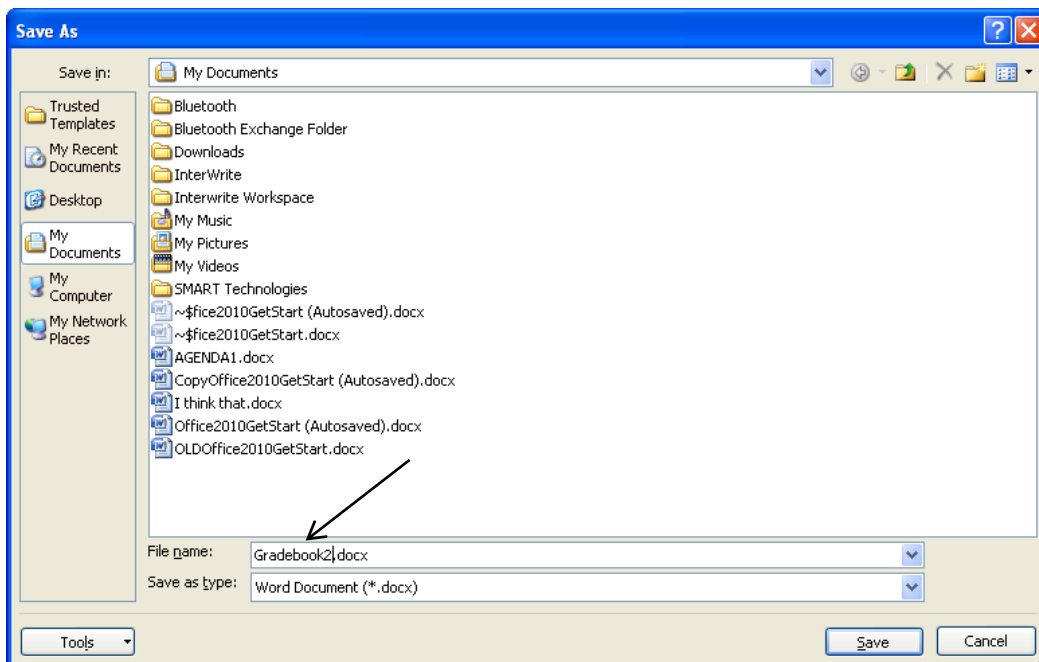 Save As
Save in:
My Documents
Trusted
Templates
My Recent
Documents
Desktop
My
Documents
My
Computer
My Network
Places
Bluetooth
Bluetooth Exchange Folder
Downloads
InterWrite
Interwrite Workspace
My Music
My Pictures
My Videos
SMART Technologies
~$fice2010GetStart (Autosaved).docx
~$fice2010GetStart.docx
AGENDA1.docx
CopyOffice2010GetStart (Autosaved).docx
I think that.docx
Office2010GetStart (Autosaved).docx
OLDOffice2010GetStart.docx
File name:
Gradebook2.docx
Save as type:
Word Document (*.docx)
Tools
Save
Cancel